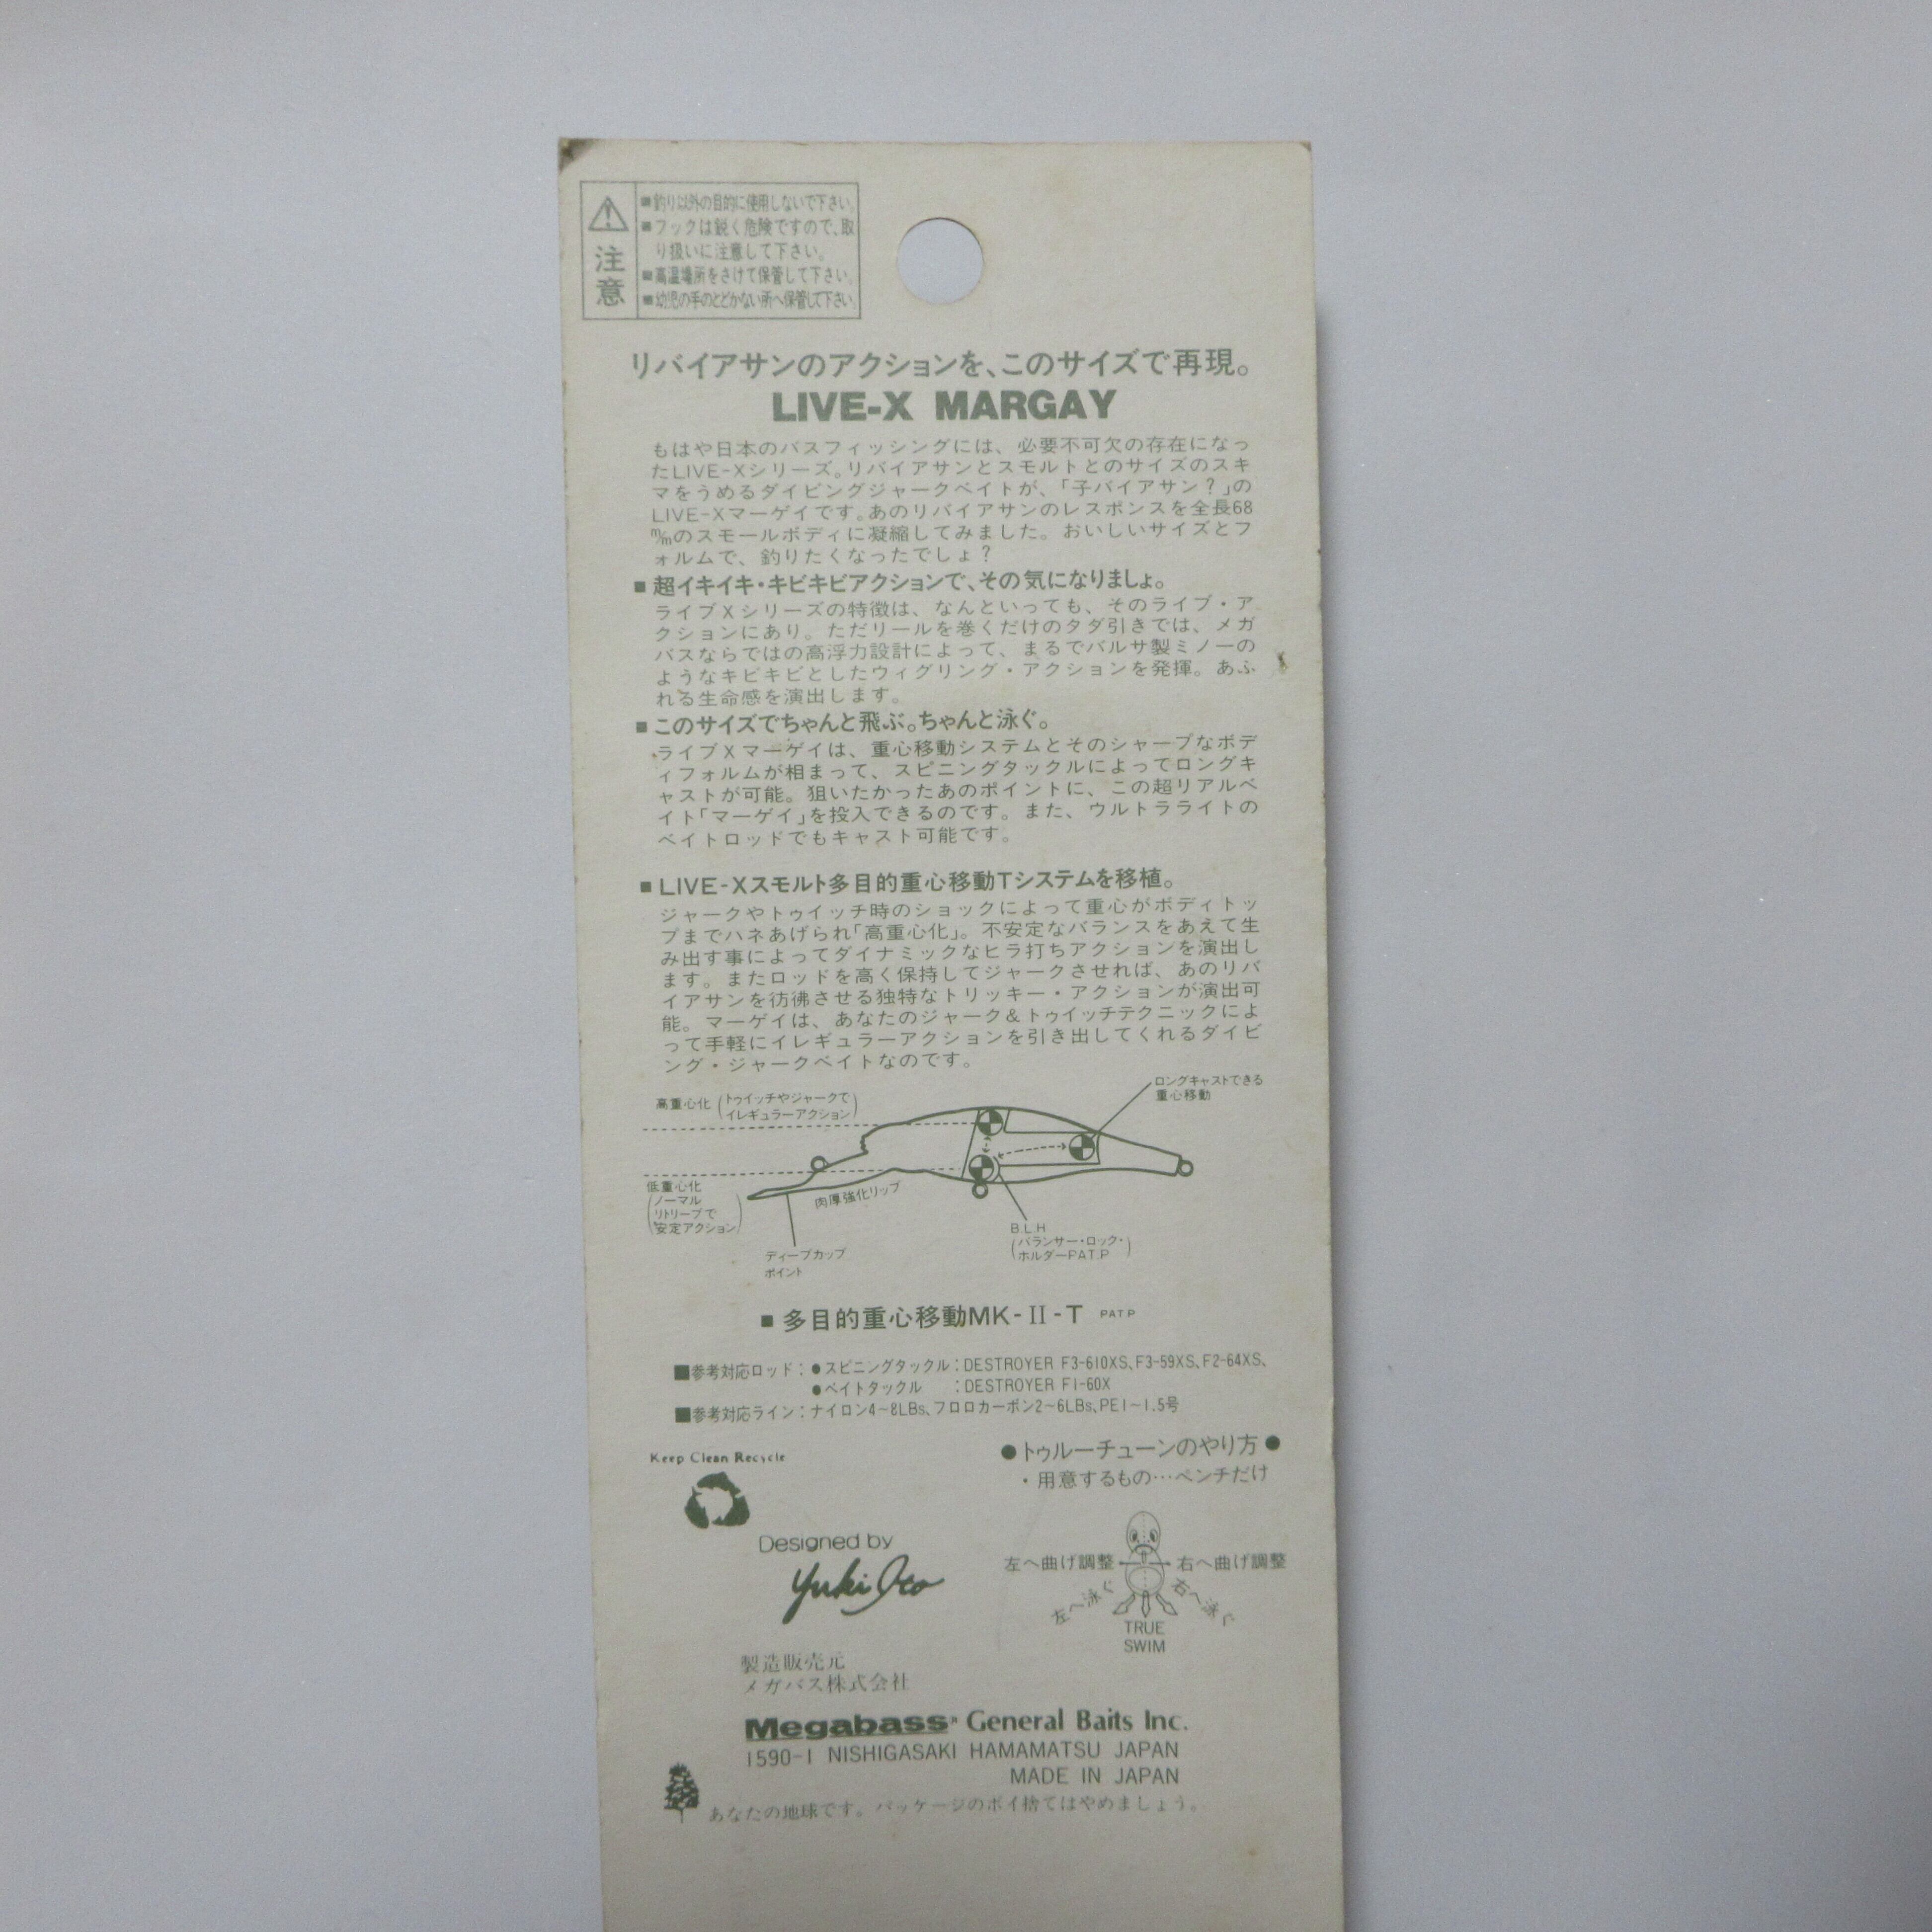 注意
■釣り以外の目的に使用しないで下さい。
■フックは鋭く危険ですので、取
り扱いに注意して下さい。
■高温場所をさけて保管して下さい。
■幼児の手のとどかない所へ保管して下さい。
リバイアサンのアクションを、このサイズで再現。
LIVE-X MARGAY
もはや日本のバスフィッシングには、必要不可欠の存在になっ
たLIVE-Xシリーズ。リバイアサンとスモルトとのサイズのスキ
マをうめるダイビングジャークベイトが、「子バイアサン?」の
LIVE-Xマーゲイです。あのリバイアサンのレスポンスを全長68
m/mのスモールボディに凝縮してみました。おいしいサイズとフ
ォルムで、釣りたくなったでしょ?
■超イキイキ・キビキビアクションで、その気になりましょ。
ライブXシリーズの特徴は、なんといっても、そのライブ・ア
クションにあり。ただリールを巻くだけのタダ引きでは、メガ
バスならではの高浮力設計によって、まるでバルサ製ミノーの
ようなキビキビとしたウィグリング・アクションを発揮。あふ
れる生命感を演出します。
■このサイズでちゃんと飛ぶ。ちゃんと泳ぐ。
ライブXマーゲイは、重心移動システムとそのシャープなボデ
ィフォルムが相まって、スピニングタックルによってロングキ
ャストが可能。狙いたかったあのポイントに、この超リアルベ
イト「マーゲイ」を投入できるのです。また、ウルトラライトの
ベイトロッドでもキャスト可能です。
■LIVE-Xスモルト多目的重心移動Tシステムを移植。
ジャークやトゥイッチ時のショックによって重心がボディトッ
プまでハネあげられ「高重心化」。不安定なバランスをあえて生
み出す事によってダイナミックなヒラ打ちアクションを演出し
ます。またロッドを高く保持してジャークさせれば、あのリバ
イアサンを彷彿させる独特なトリッキー・アクションが演出可
能。マーゲイは、あなたのジャーク&トゥイッチテクニックによ
って手軽にイレギュラーアクションを引き出してくれるダイビ
ング・ジャークベイトなのです。
ロングキャストできる
重心移動
高重心化(トゥイッチやジャークで
イレギュラーアクション)
低重心化
(ノーマル
リトリーブで
安定アクション)
肉厚強化リップ
ディープカップ
ポイント
B.L.H
(バランサー・ロック・
ホルダーPAT.P)
■多目的重心移動MK-II-T PAT P
■参考対応ロッド:●スピニングタックル:DESTROYER F3-610XS、F3-59XS、F2-64XS、
●ベイトタックル :DESTROYER F1-60X
■参考対応ライン:ナイロン4~8LBs、フロロカーボン2~6LBs、PE1~1.5号
Keep Clean Recycle
●トゥルーチューンのやり方●
・用意するもの…ペンチだけ
左へ曲げ調整
右へ曲げ調整
左へ泳ぐ
右へ泳ぐ
TRUE
SWIM
Designed by
Yuki Ito
製造販売元
メガバス株式会社
Megabass® General Baits Inc.
1590-1 NISHIGASAKI HAMAMATSU JAPAN
MADE IN JAPAN
あなたの地球です。パッケージのポイ捨てはやめましょう。